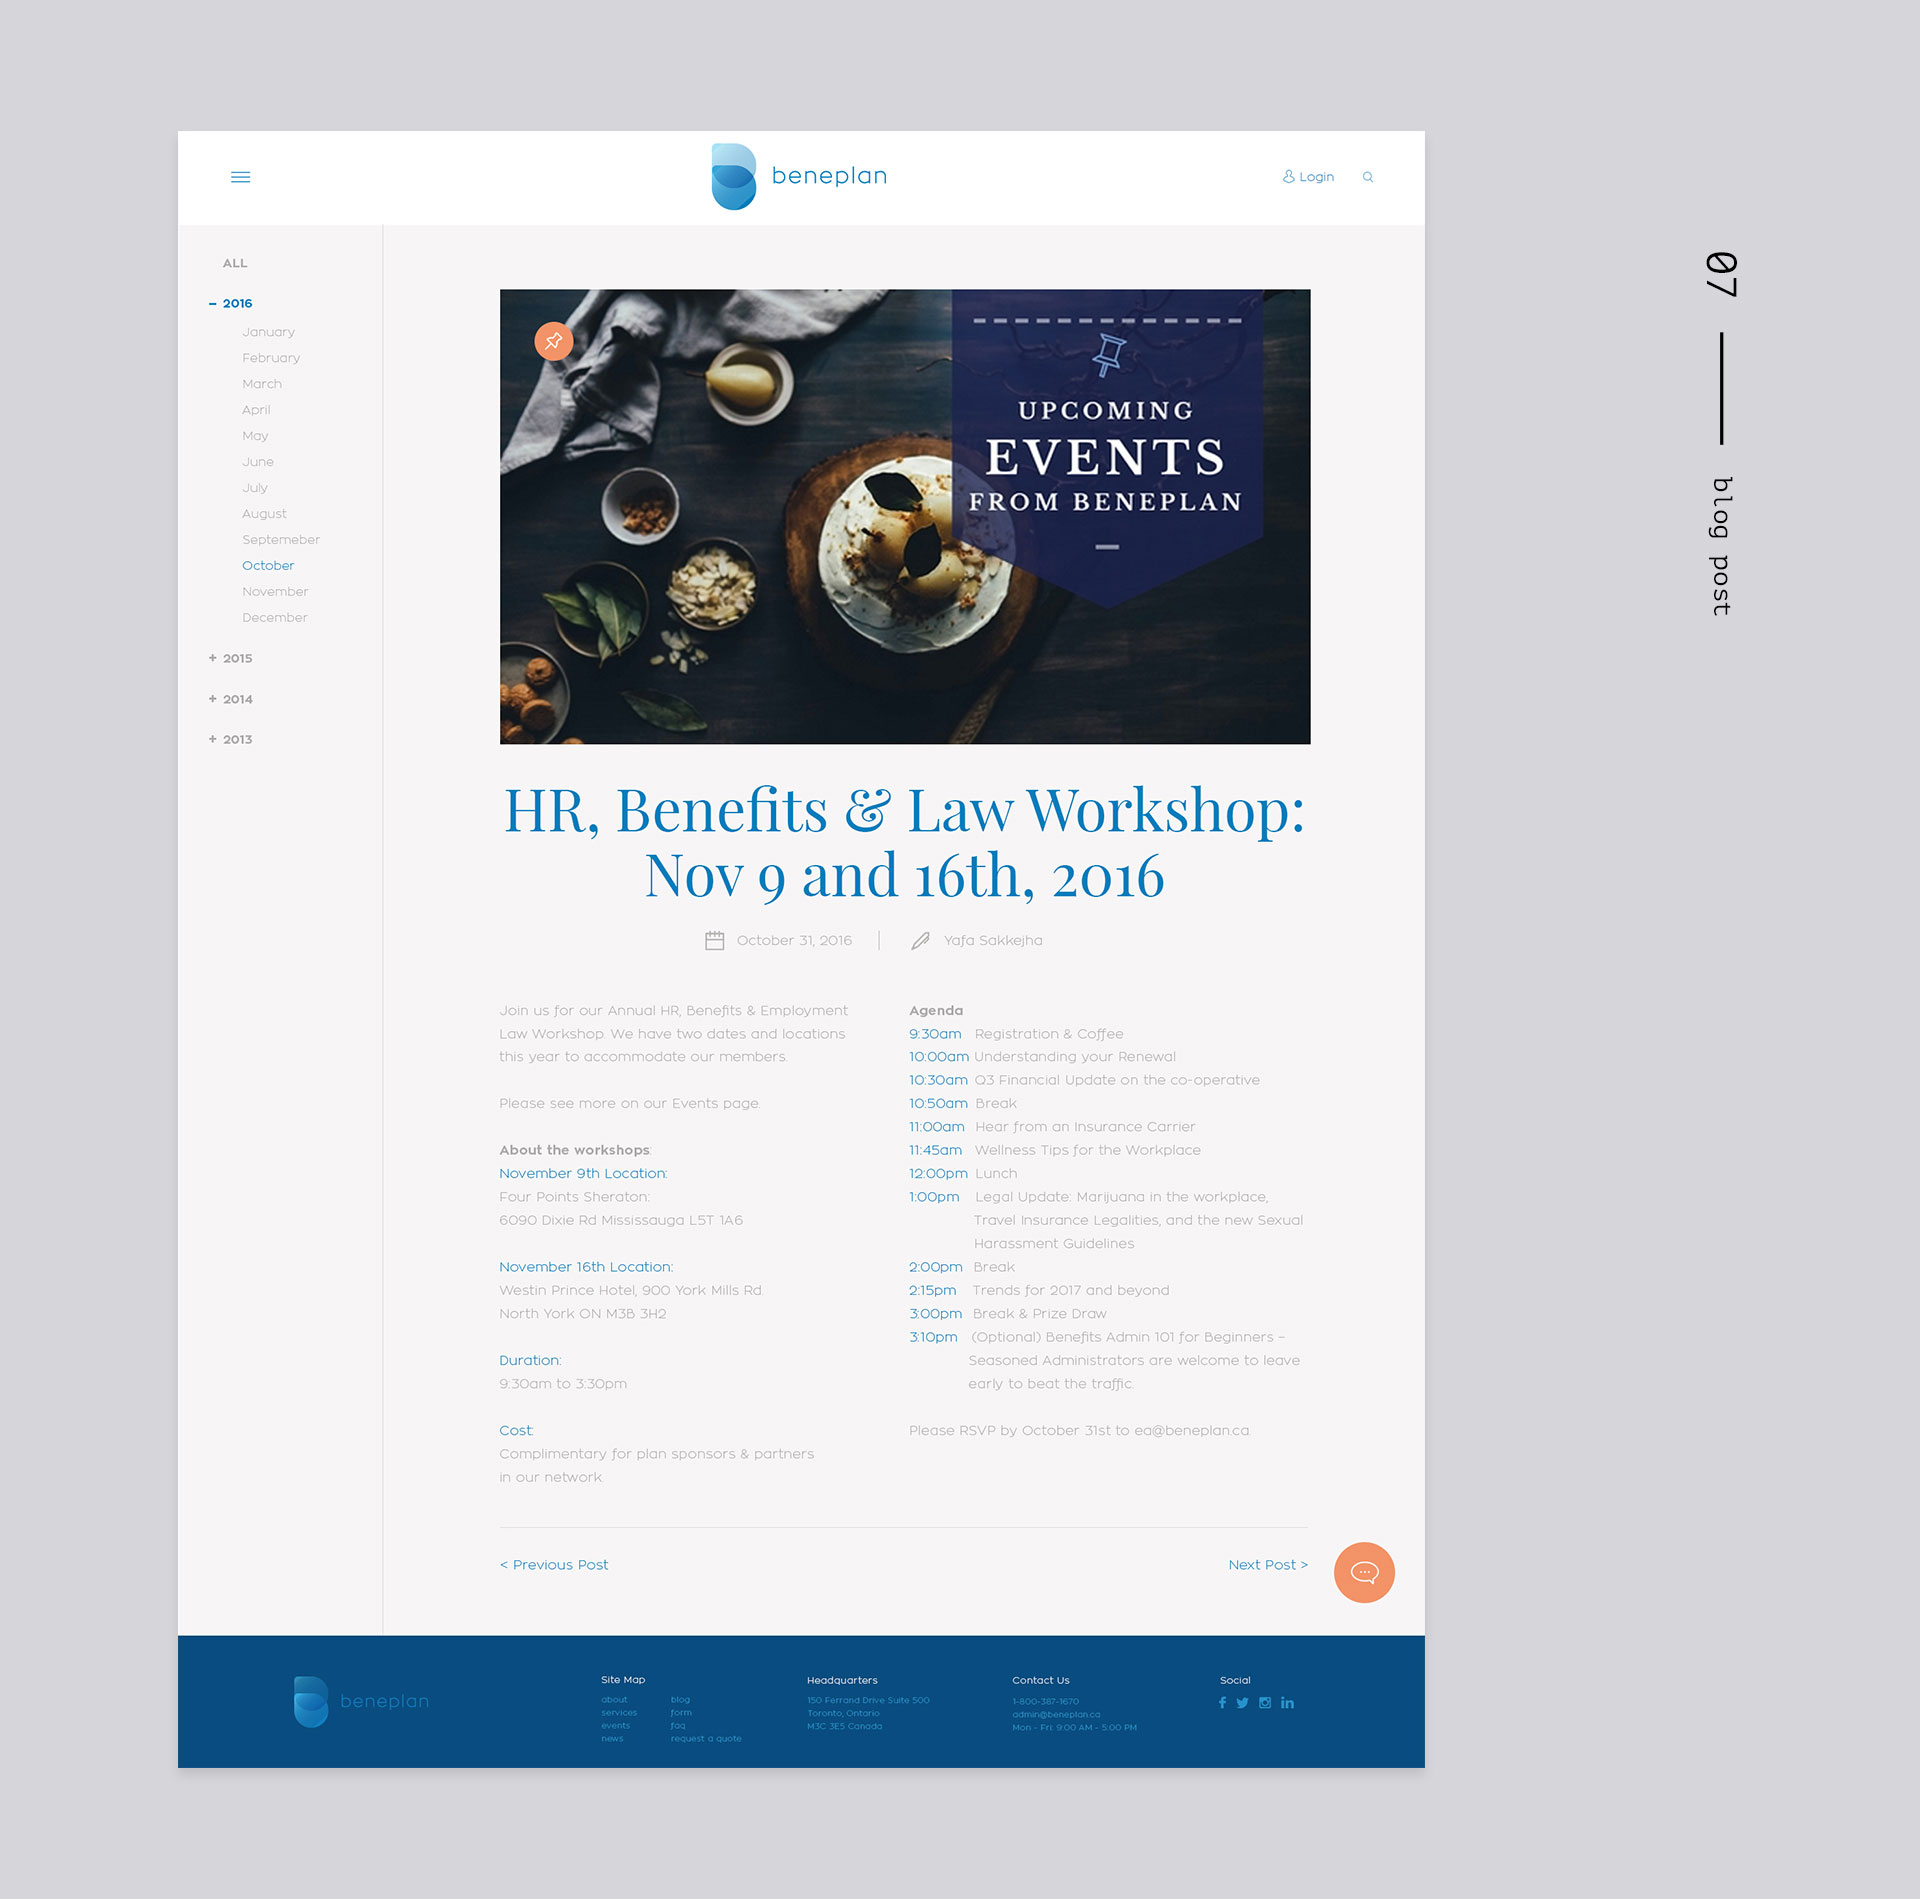 beneplan
Login
ALL
– 2016
January
February
March
April
May
June
July
August
Septemeber
October
November
December
+ 2015
+ 2014
+ 2013
UPCOMING
EVENTS
FROM BENEPLAN
HR, Benefits & Law Workshop:
Nov 9 and 16th, 2016
October 31, 2016
Yafa Sakkejha
Join us for our Annual HR, Benefits & Employment
Law Workshop. We have two dates and locations
this year to accommodate our members.
Please see more on our Events page.
About the workshops:
November 9th Location:
Four Points Sheraton:
6090 Dixie Rd Mississauga L5T 1A6
November 16th Location:
Westin Prince Hotel, 900 York Mills Rd.
North York ON M3B 3H2
Duration:
9:30am to 3:30pm
Cost:
Complimentary for plan sponsors & partners
in our network.
Agenda
9:30am Registration & Coffee
10:00am Understanding your Renewal
10:30am Q3 Financial Update on the co-operative
10:50am Break
11:00am Hear from an Insurance Carrier
11:45am Wellness Tips for the Workplace
12:00pm Lunch
1:00pm Legal Update: Marijuana in the workplace,
Travel Insurance Legalities, and the new Sexual
Harassment Guidelines
2:00pm Break
2:15pm Trends for 2017 and beyond
3:00pm Break & Prize Draw
3:10pm (Optional) Benefits Admin 101 for Beginners –
Seasoned Administrators are welcome to leave
early to beat the traffic.
Please RSVP by October 31st to ea@beneplan.ca.
< Previous Post
Next Post >
beneplan
Site Map
about
services
events
news
blog
form
faq
request a quote
Headquarters
150 Ferrand Drive Suite 500
Toronto, Ontario
M3C 3E5 Canada
Contact Us
1-800-387-1670
admin@beneplan.ca
Mon - Fri: 9:00 AM - 5:00 PM
Social
07
blog post